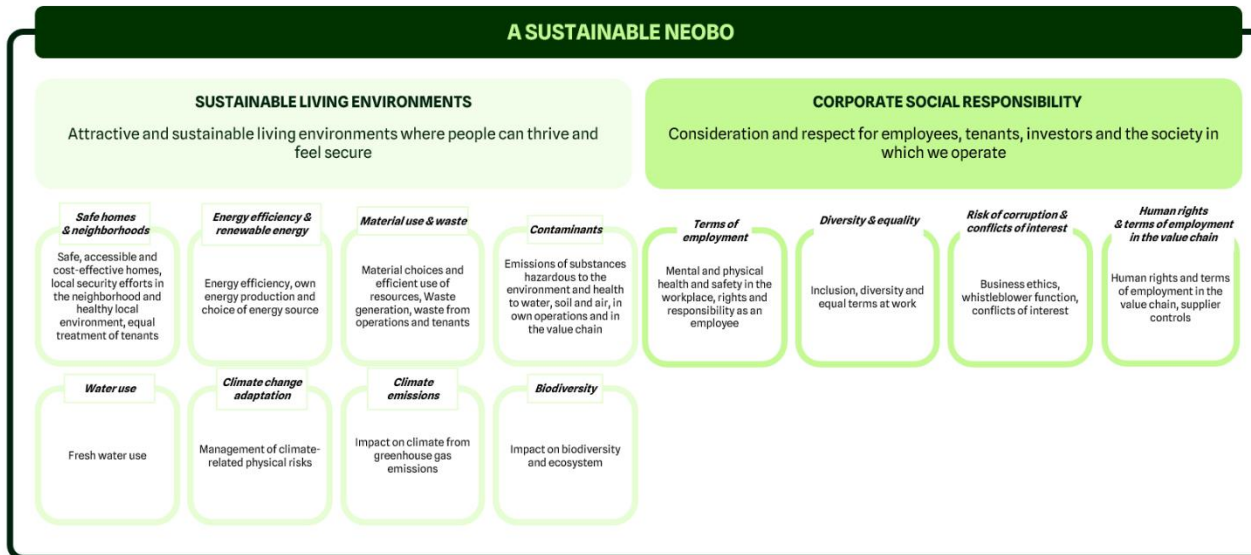 A SUSTAINABLE NEOBO
SUSTAINABLE LIVING ENVIRONMENTS
Attractive and sustainable living environments where people can thrive and
feel secure
CORPORATE SOCIAL RESPONSIBILITY
Consideration and respect for employees, tenants, investors and the society in
which we operate
Safe homes
& neighborhoods
Safe, accessible and
cost-effective homes,
local security efforts in
the neighborhood and
healthy local
environment, equal
treatment of tenants
Energy efficiency &
renewable energy
Energy efficiency, own
energy production and
choice of energy source
Material use & waste
Material choices and
efficient use of
resources, Waste
generation, waste from
operations and tenants
Contaminants
Emissions of substances
hazardous to the
environment and health
to water, soil and air, in
own operations and in
the value chain
Terms of
employment
Mental and physical
health and safety in the
workplace, rights and
responsibility as an
employee
Diversity & equality
Inclusion, diversity and
equal terms at work
Risk of corruption &
conflicts of interest
Business ethics,
whistleblower function,
conflicts of interest
Human rights
& terms of employment
in the value chain
Human rights and terms
of employment in the
value chain, supplier
controls
Water use
Fresh water use
Climate change
adaptation
Management of climate-
related physical risks
Climate
emissions
Impact on climate from
greenhouse gas
emissions
Biodiversity
Impact on biodiversity
and ecosystem